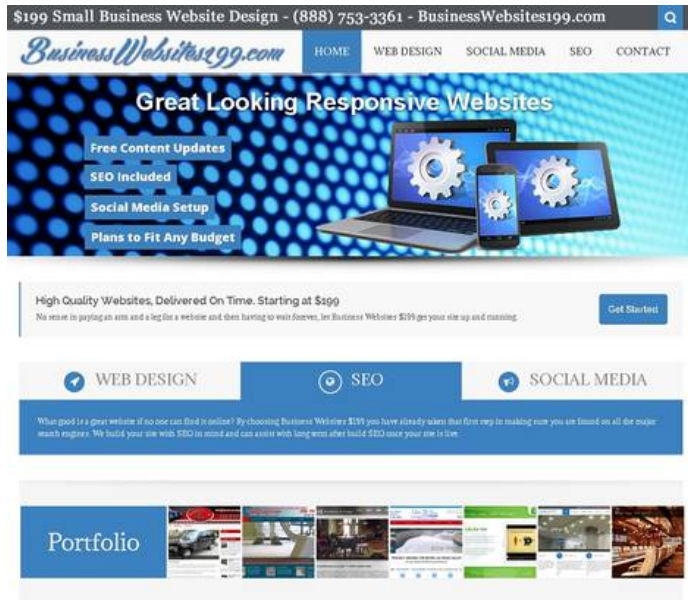 $199 Small Business Website Design - (888) 753-3361 - BusinessWebsites199.com
BusinessWebsites199.com
HOME
WEB DESIGN
SOCIAL MEDIA
SEO
CONTACT
Great Looking Responsive Websites
Free Content Updates
SEO Included
Social Media Setup
Plans to Fit Any Budget
High Quality Websites, Delivered On Time. Starting at $199
No sense in paying an arm and a leg for a website and then having to wait forever, let Business Websites $199 get your site up and running.
Get Started
WEB DESIGN
SEO
SOCIAL MEDIA
What good is a great website if no one can find it online? By choosing Business Websites $199 you have already taken that first step in making sure you are found on all the major
search engines. We build your site with SEO in mind and can assist with long term after build SEO once your site is live.
Portfolio